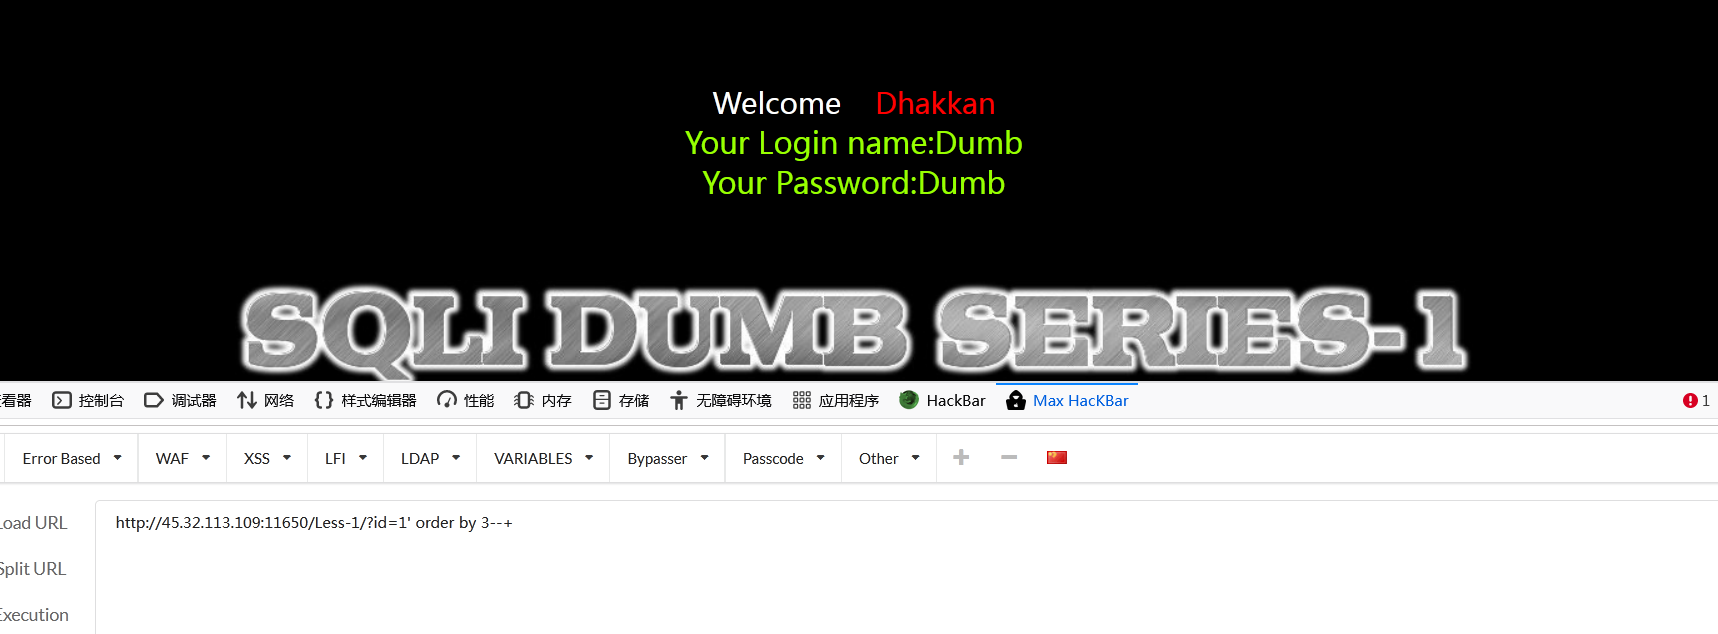 Welcome Dhakkan
Your Login name:Dumb
Your Password:Dumb
SQLI DUMB SERIES-1
看器 控制台 调试器 网络 样式编辑器 性能 内存 存储 无障碍环境 应用程序 HackBar Max HacKBar 1
Error Based WAF XSS LFI LDAP VARIABLES Bypasser Passcode Other
Load URL
http://45.32.113.109:11650/Less-1/?id=1' order by 3--+
Split URL
Execution